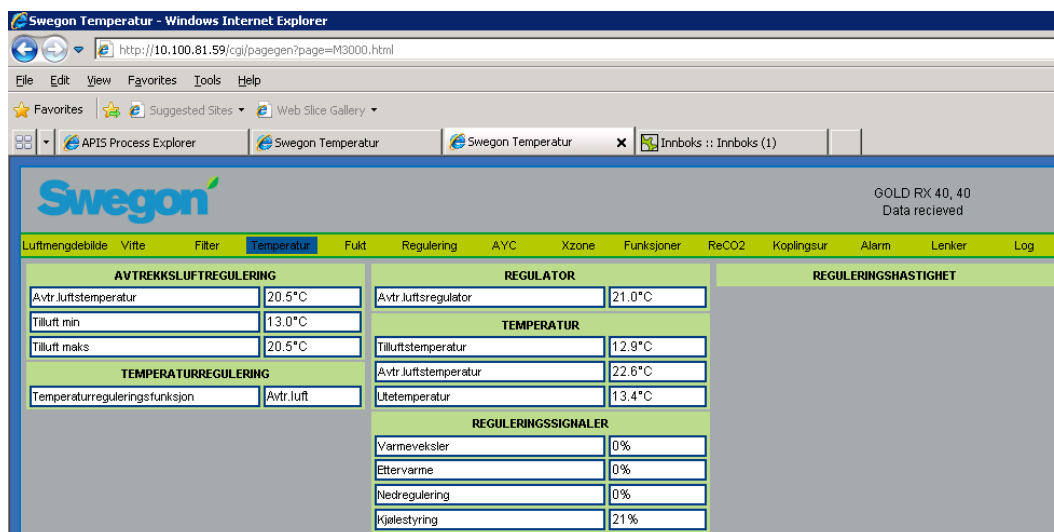 Swegon Temperatur - Windows Internet Explorer
http://10.100.81.59/cgi/pagegen?page=M3000.html
File Edit View Favorites Tools Help
Favorites Suggested Sites Web Slice Gallery
APIS Process Explorer Swegon Temperatur Swegon Temperatur x Innboks :: Innboks (1)
Swegon
GOLD RX 40, 40
Data recieved
Luftmengdebilde Vifte Filter Temperatur Fukt Regulering AYC Xzone Funksjoner ReCO2 Koplingsur Alarm Lenker Log
AVTREKKSLUFTREGULERING
Avtr.luftstemperatur 20.5°C
Tilluft min 13.0°C
Tilluft maks 20.5°C
TEMPERATURREGULERING
Temperaturreguleringsfunksjon Avtr.luft
REGULATOR
Avtr.luftsregulator 21.0°C
TEMPERATUR
Tilluftstemperatur 12.9°C
Avtr.luftstemperatur 22.6°C
Utetemperatur 13.4°C
REGULERINGSSIGNALER
Varmeveksler 0%
Ettervarme 0%
Nedregulering 0%
Kjølestyring 21%
REGULERINGSHASTIGHET